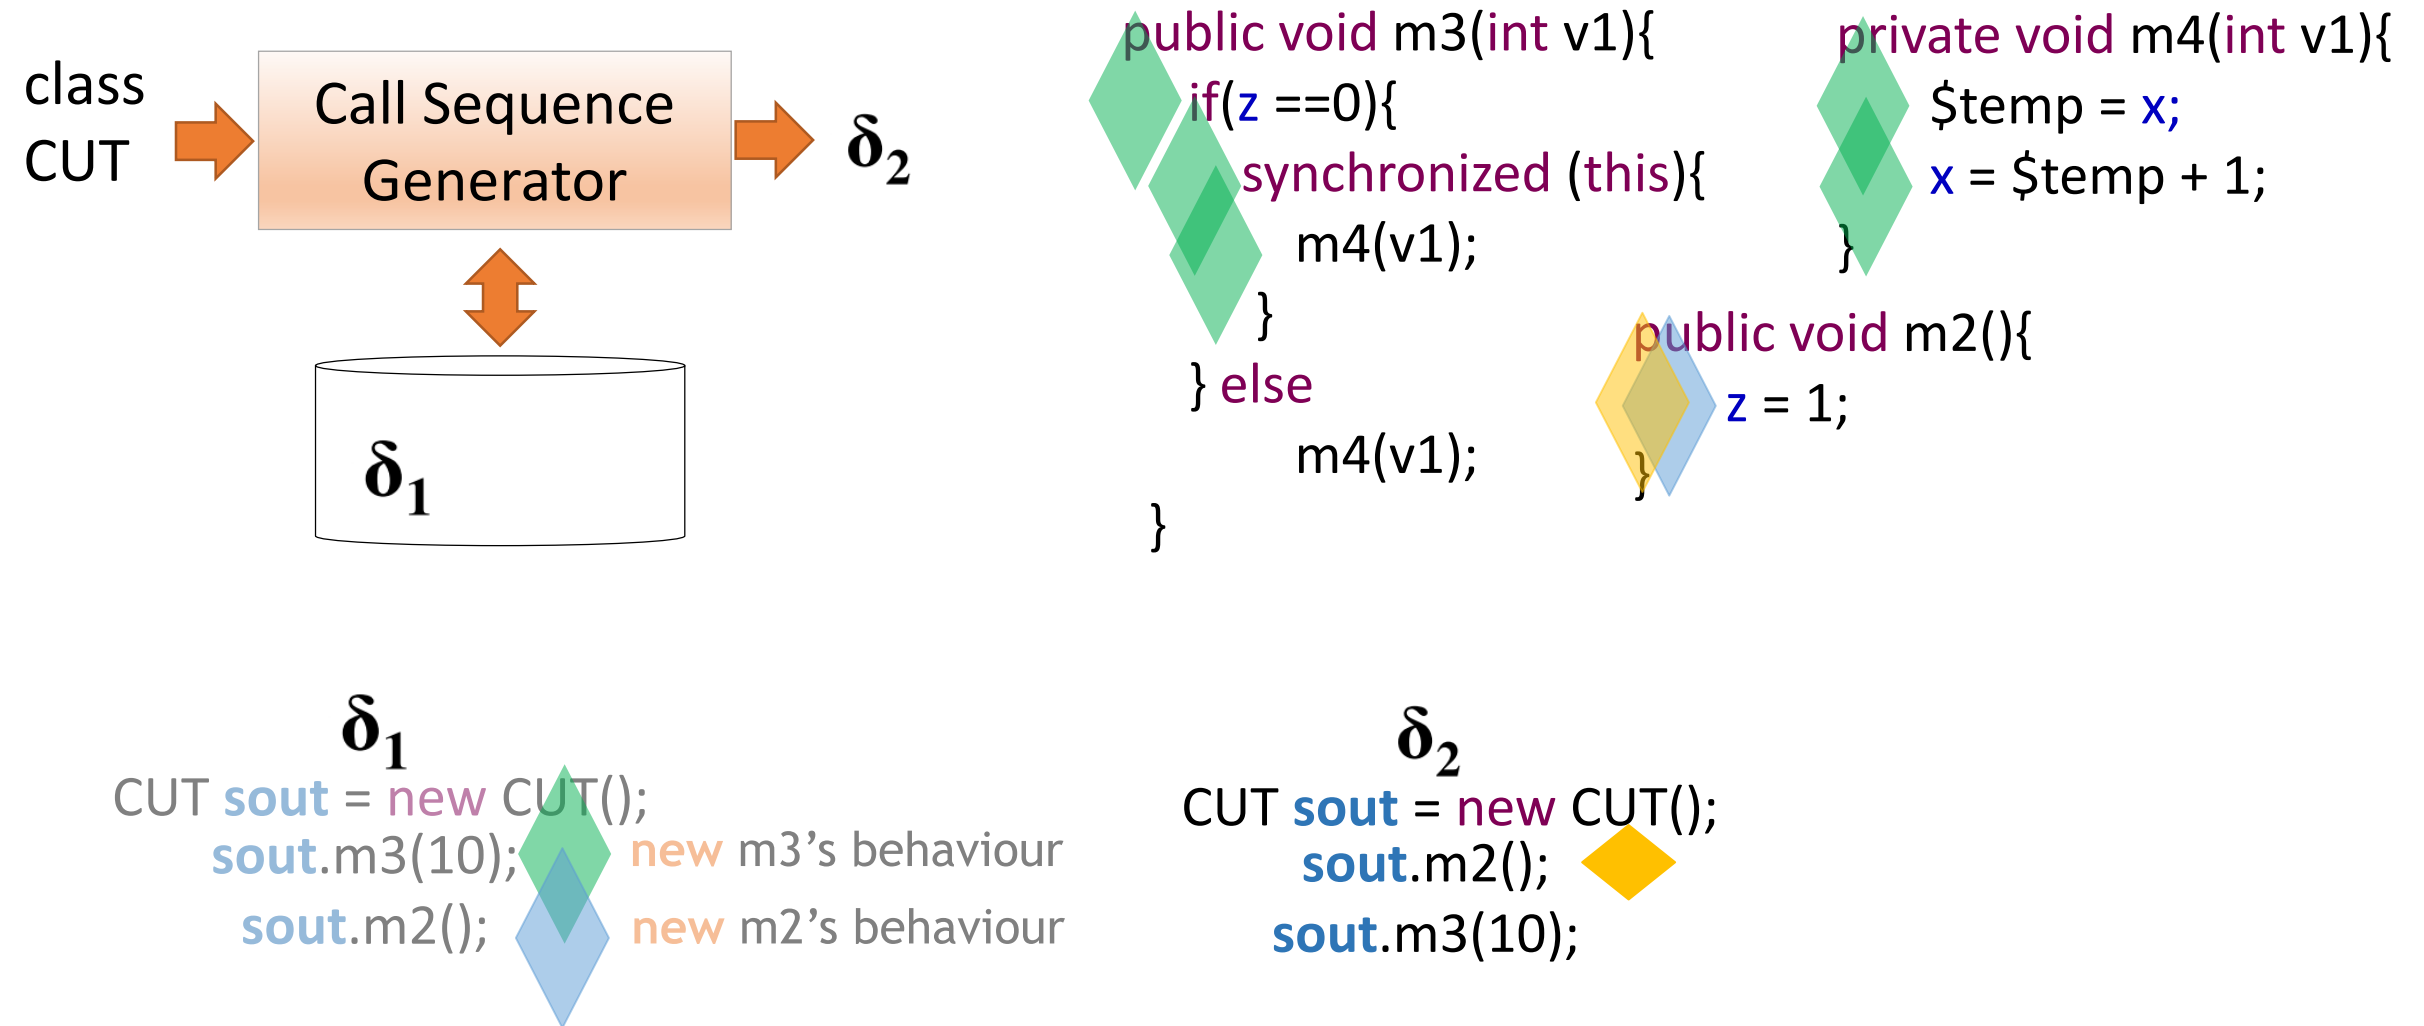 class
CUT
Call Sequence
Generator
δ2
δ1
public void m3(int v1){
if(z ==0){
synchronized (this){
m4(v1);
}
} else
m4(v1);
}
private void m4(int v1){
$temp = x;
x = $temp + 1;
}
public void m2(){
z = 1;
}
δ1
CUT sout = new CUT();
sout.m3(10); new m3's behaviour
sout.m2(); new m2's behaviour
δ2
CUT sout = new CUT();
sout.m2();
sout.m3(10);